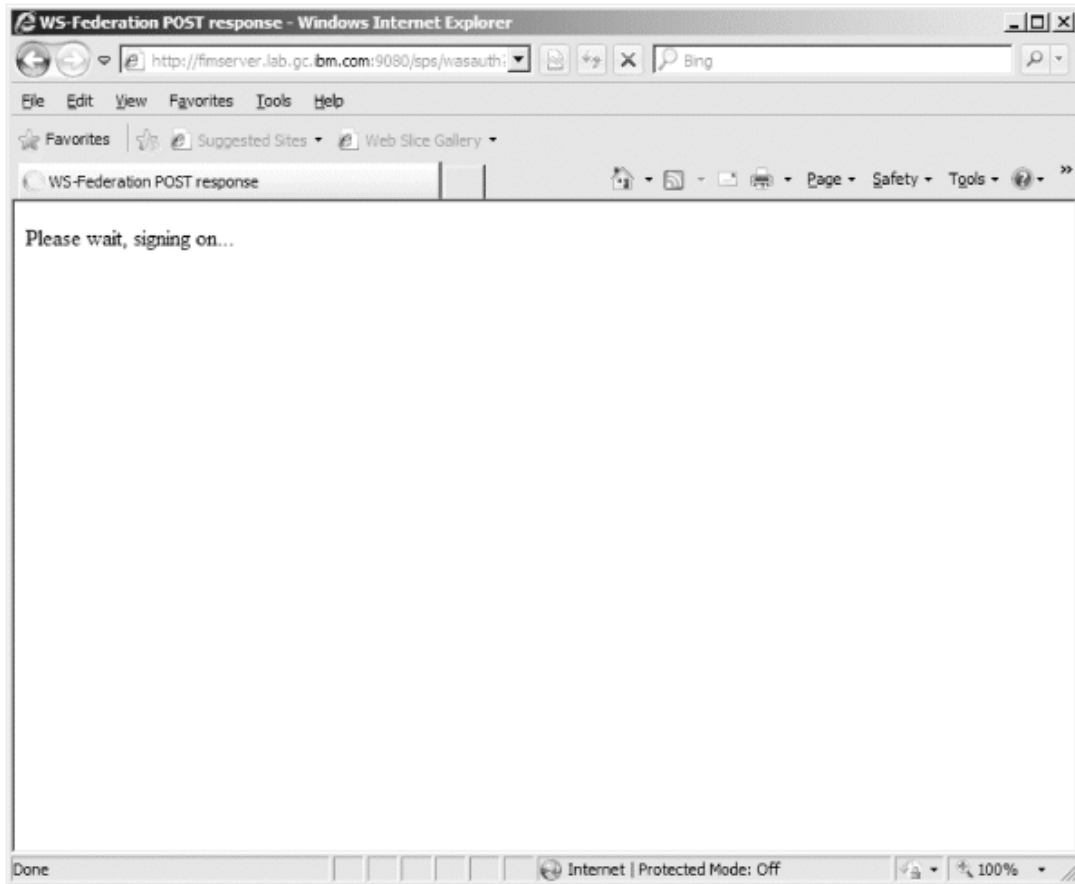 WS-Federation POST response - Windows Internet Explorer
http://fimserver.lab.gc.ibm.com:9080/sps/wasauth Bing
File Edit View Favorites Tools Help
Favorites Suggested Sites Web Slice Gallery
WS-Federation POST response Page Safety Tools »
Please wait, signing on...
Done Internet | Protected Mode: Off 100%